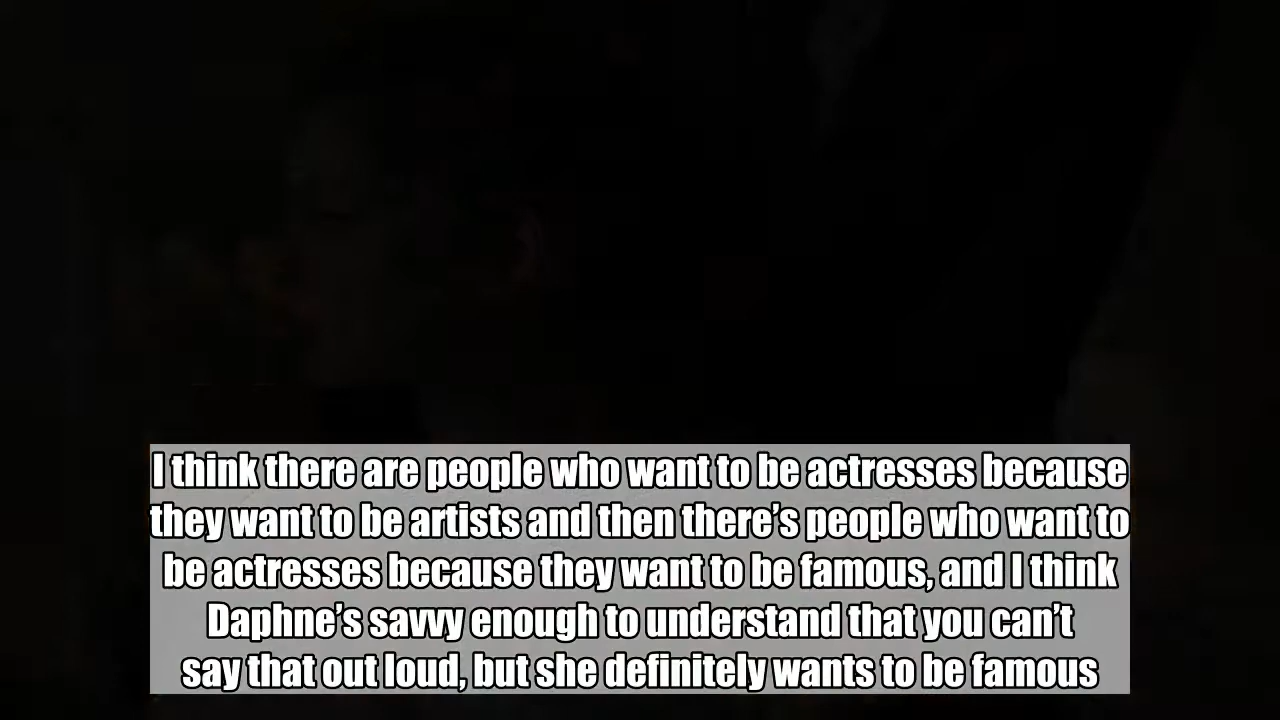 I think there are people who want to be actresses because
they want to be artists and then there’s people who want to
be actresses because they want to be famous, and I think
Daphne’s savvy enough to understand that you can’t
say that out loud, but she definitely wants to be famous